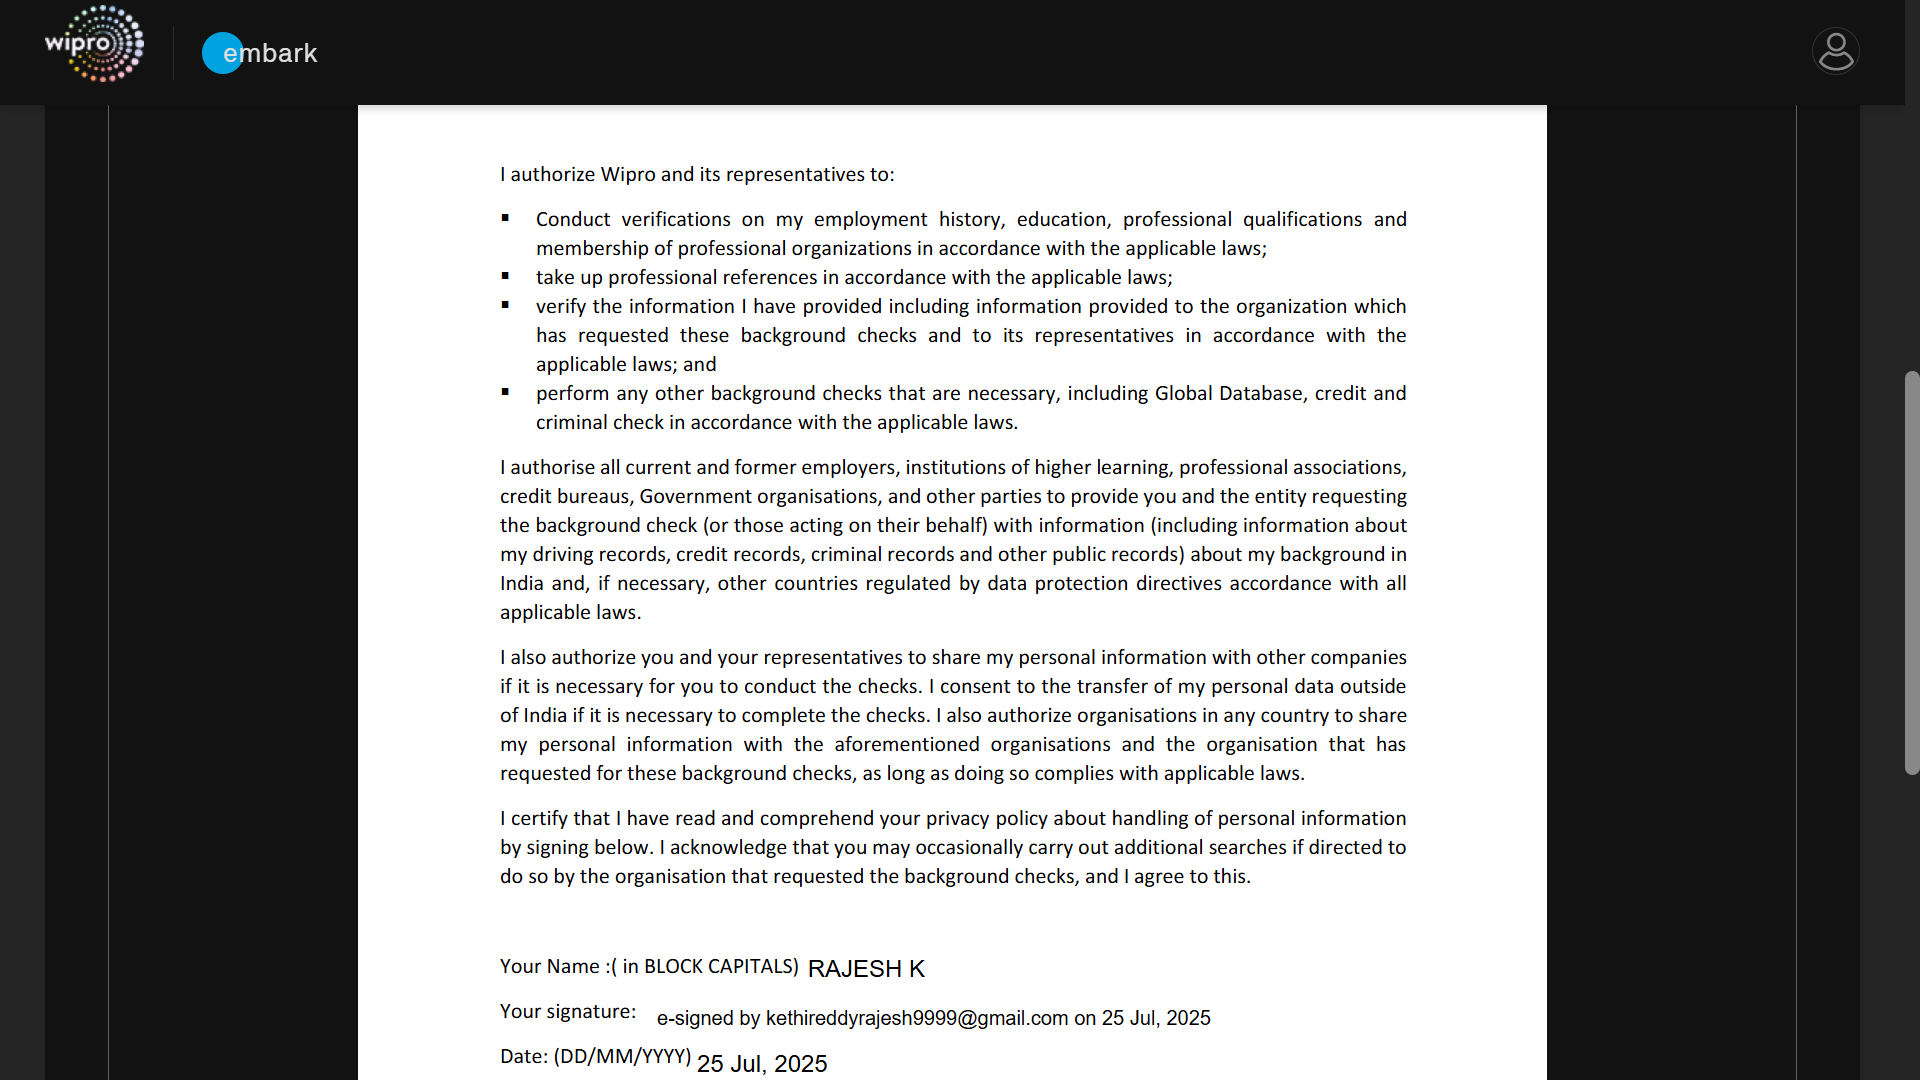 wipro
embark
I authorize Wipro and its representatives to:
▪ Conduct verifications on my employment history, education, professional qualifications and
membership of professional organizations in accordance with the applicable laws;
▪ take up professional references in accordance with the applicable laws;
▪ verify the information I have provided including information provided to the organization which
has requested these background checks and to its representatives in accordance with the
applicable laws; and
▪ perform any other background checks that are necessary, including Global Database, credit and
criminal check in accordance with the applicable laws.
I authorise all current and former employers, institutions of higher learning, professional associations,
credit bureaus, Government organisations, and other parties to provide you and the entity requesting
the background check (or those acting on their behalf) with information (including information about
my driving records, credit records, criminal records and other public records) about my background in
India and, if necessary, other countries regulated by data protection directives accordance with all
applicable laws.
I also authorize you and your representatives to share my personal information with other companies
if it is necessary for you to conduct the checks. I consent to the transfer of my personal data outside
of India if it is necessary to complete the checks. I also authorize organisations in any country to share
my personal information with the aforementioned organisations and the organisation that has
requested for these background checks, as long as doing so complies with applicable laws.
I certify that I have read and comprehend your privacy policy about handling of personal information
by signing below. I acknowledge that you may occasionally carry out additional searches if directed to
do so by the organisation that requested the background checks, and I agree to this.
Your Name :( in BLOCK CAPITALS) RAJESH K
Your signature: e-signed by kethireddyrajesh9999@gmail.com on 25 Jul, 2025
Date: (DD/MM/YYYY) 25 Jul, 2025